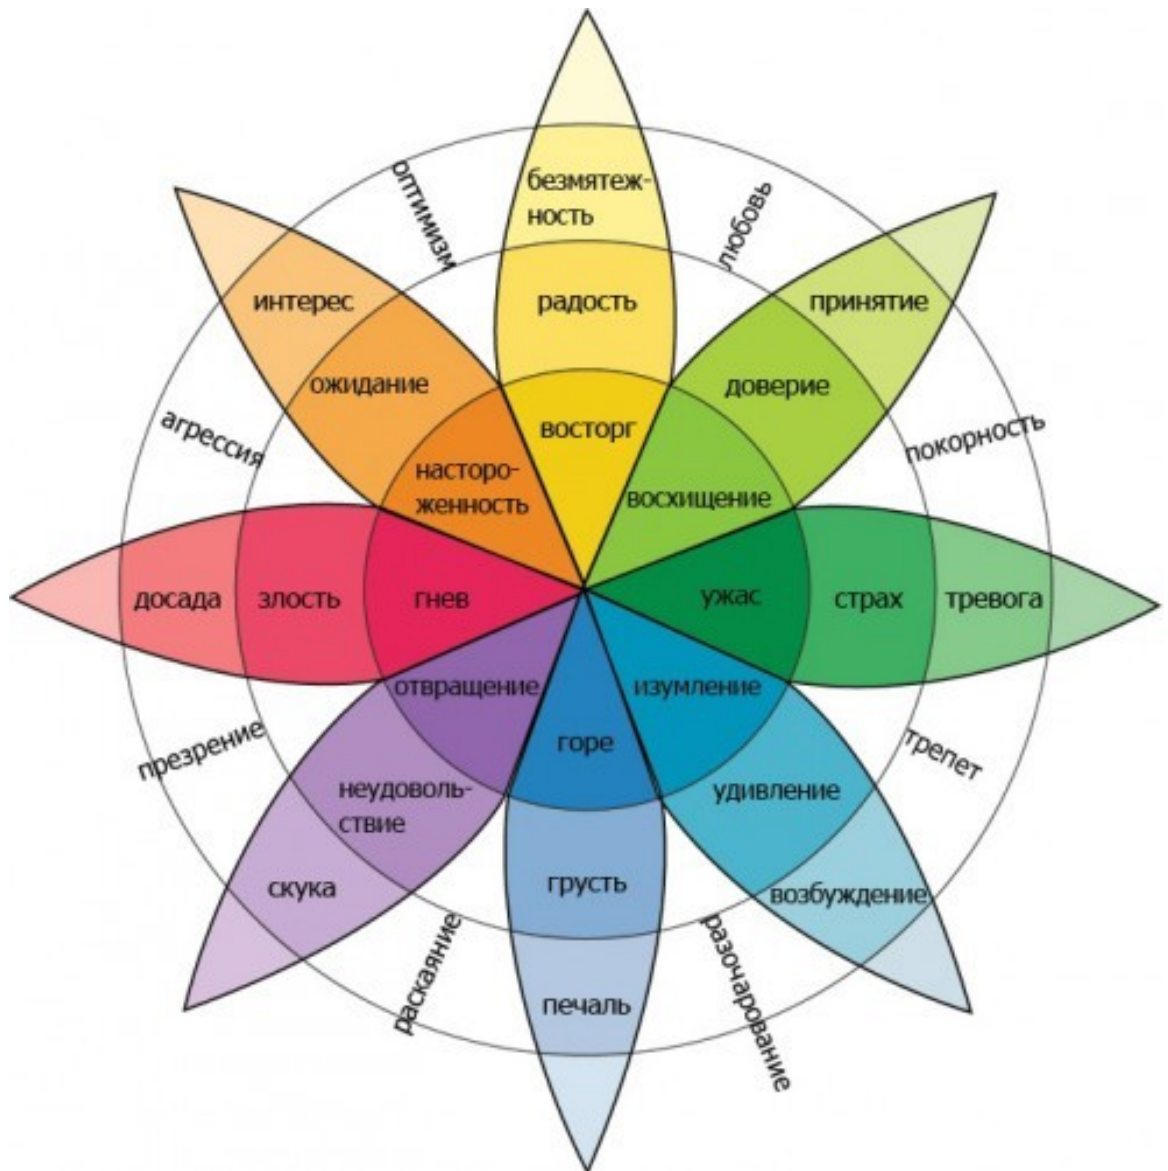 оптимизм
безмятеж-
ность
любовь
интерес
радость
принятие
ожидание
доверие
агрессия
восторг
покорность
насторо-
женность
восхищение
досада
злость
гнев
ужас
страх
тревога
отвращение
изумление
презрение
горе
трепет
неудоволь-
ствие
удивление
скука
грусть
возбуждение
раскаяние
разочарование
печаль